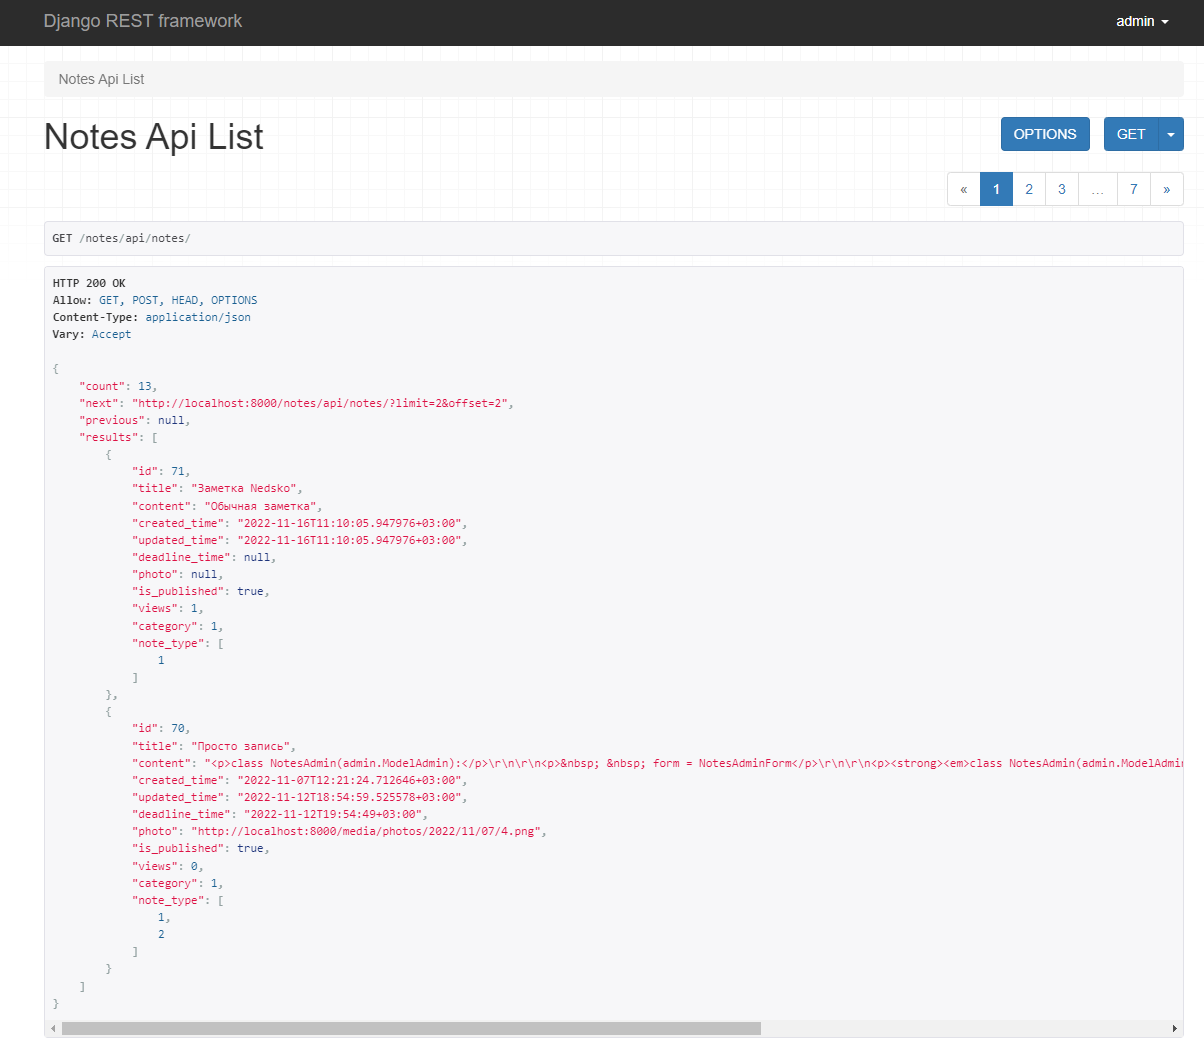 Django REST framework
admin
Notes Api List
Notes Api List
OPTIONS
GET
« 1 2 3 … 7 »
GET /notes/api/notes/
HTTP 200 OK
Allow: GET, POST, HEAD, OPTIONS
Content-Type: application/json
Vary: Accept
{
    "count": 13,
    "next": "http://localhost:8000/notes/api/notes/?limit=2&offset=2",
    "previous": null,
    "results": [
        {
            "id": 71,
            "title": "Заметка Nedsko",
            "content": "Обычная заметка",
            "created_time": "2022-11-16T11:10:05.947976+03:00",
            "updated_time": "2022-11-16T11:10:05.947976+03:00",
            "deadline_time": null,
            "photo": null,
            "is_published": true,
            "views": 1,
            "category": 1,
            "note_type": [
                1
            ]
        },
        {
            "id": 70,
            "title": "Просто запись",
            "content": "<p>class NotesAdmin(admin.ModelAdmin):</p>\r\n\r\n<p>&nbsp; &nbsp; form = NotesAdminForm</p>\r\n\r\n<p><strong><em>class NotesAdmin(admin.ModelAdmin
            "created_time": "2022-11-07T12:21:24.712646+03:00",
            "updated_time": "2022-11-12T18:54:59.525578+03:00",
            "deadline_time": "2022-11-12T19:54:49+03:00",
            "photo": "http://localhost:8000/media/photos/2022/11/07/4.png",
            "is_published": true,
            "views": 0,
            "category": 1,
            "note_type": [
                1,
                2
            ]
        }
    ]
}